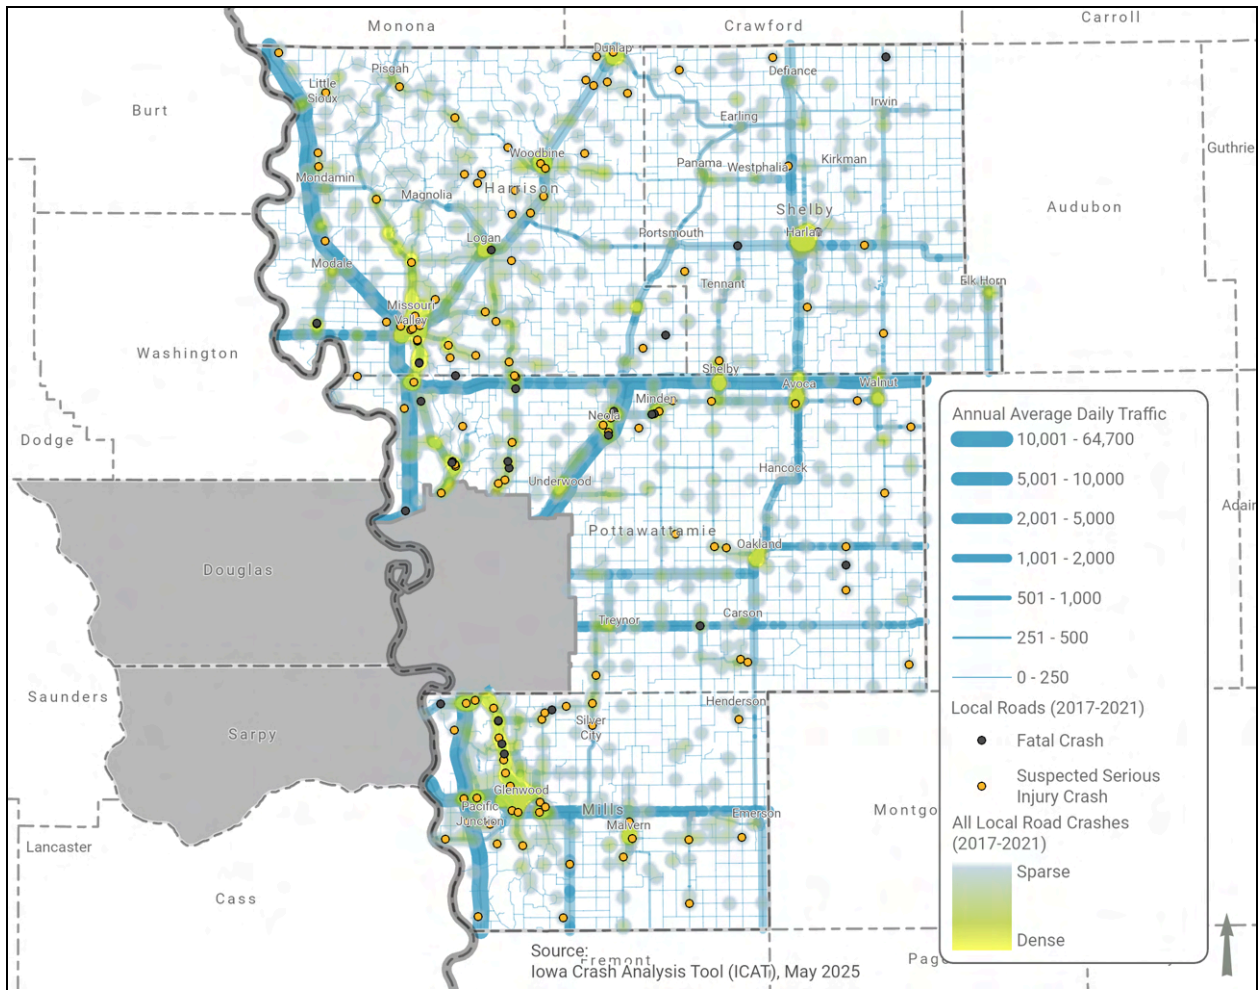 Monona
Crawford
Carroll
Dunlap
Pisgah
Defiance
Little
Sioux
Burt
Irwin
Earling
Guthrie
Woodbine
Panama
Westphalia
Kirkman
Mondamin
Magnolia
Harrison
Shelby
Audubon
Portsmouth
Harlan
Logan
Modale
Tennant
Elk Horn
Missouri
Valley
Washington
Shelby
Avoca
Walnut
Minden
Neola
Dodge
Hancock
Underwood
Pottawattamie
Oakland
Adair
Douglas
Trevnor
Carson
Saunders
Henderson
Silver
City
Sarpy
Glenwood
Pacific
Junction
Mills
Emerson
Malvern
Montgo
Lancaster
Cass
Fremont
Page
Annual Average Daily Traffic
10,001 - 64,700
5,001 - 10,000
2,001 - 5,000
1,001 - 2,000
501 - 1,000
251 - 500
0 - 250
Local Roads (2017-2021)
Fatal Crash
Suspected Serious
Injury Crash
All Local Road Crashes
(2017-2021)
Sparse
Dense
Source:
Iowa Crash Analysis Tool (ICAT), May 2025